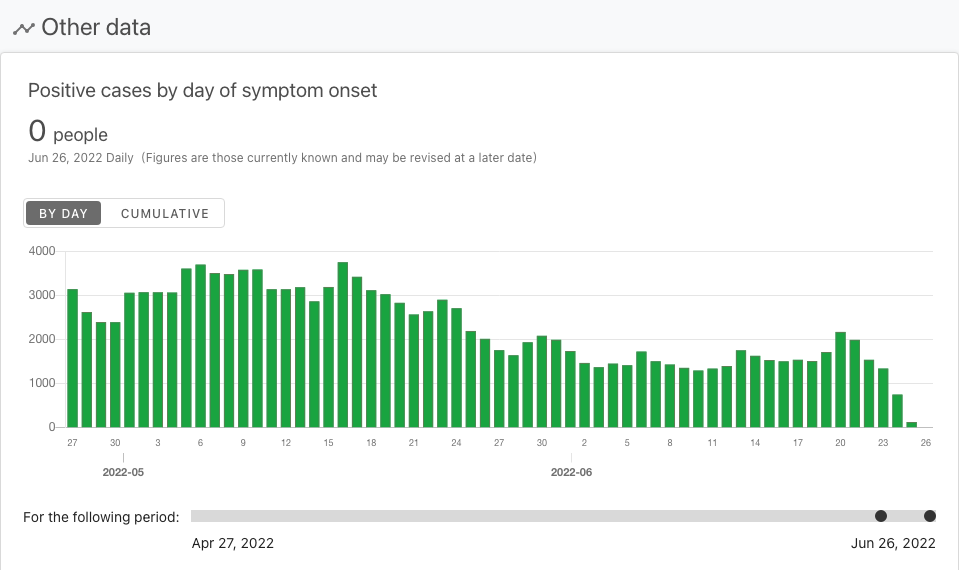 Other data
Positive cases by day of symptom onset
0 people
Jun 26, 2022 Daily (Figures are those currently known and may be revised at a later date)
BY DAY CUMULATIVE
4000
3000
2000
1000
0
27 30 3 6 9 12 15 18 21 24 27 30 2 5 8 11 14 17 20 23 26
2022-05 2022-06
For the following period:
Apr 27, 2022 Jun 26, 2022